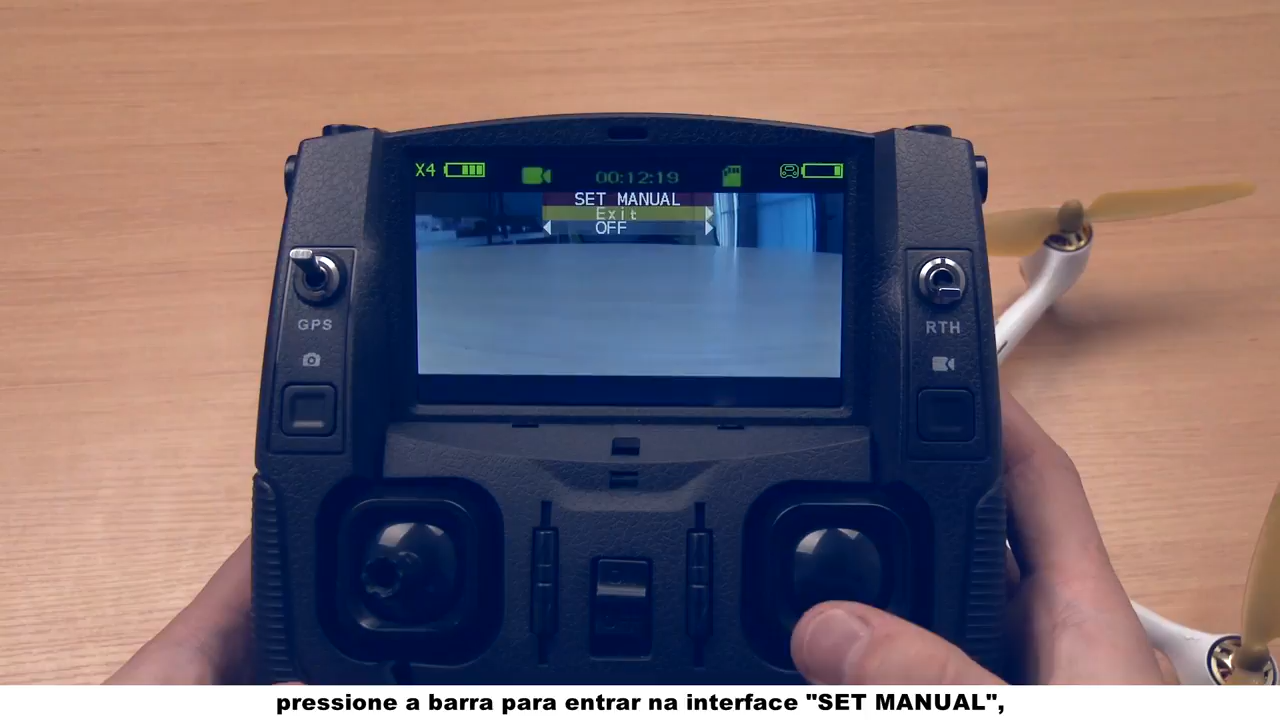 X4 00:12:19
SET MANUAL
Exit
OFF
GPS
RTH
pressione a barra para entrar na interface "SET MANUAL",